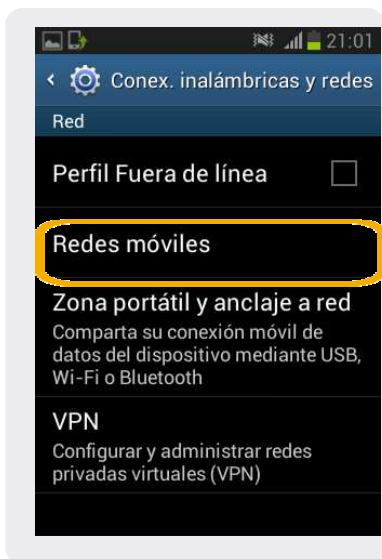 21:01
Conex. inalámbricas y redes
Red
Perfil Fuera de línea
Redes móviles
Zona portátil y anclaje a red
Comparta su conexión móvil de
datos del dispositivo mediante USB,
Wi-Fi o Bluetooth
VPN
Configurar y administrar redes
privadas virtuales (VPN)